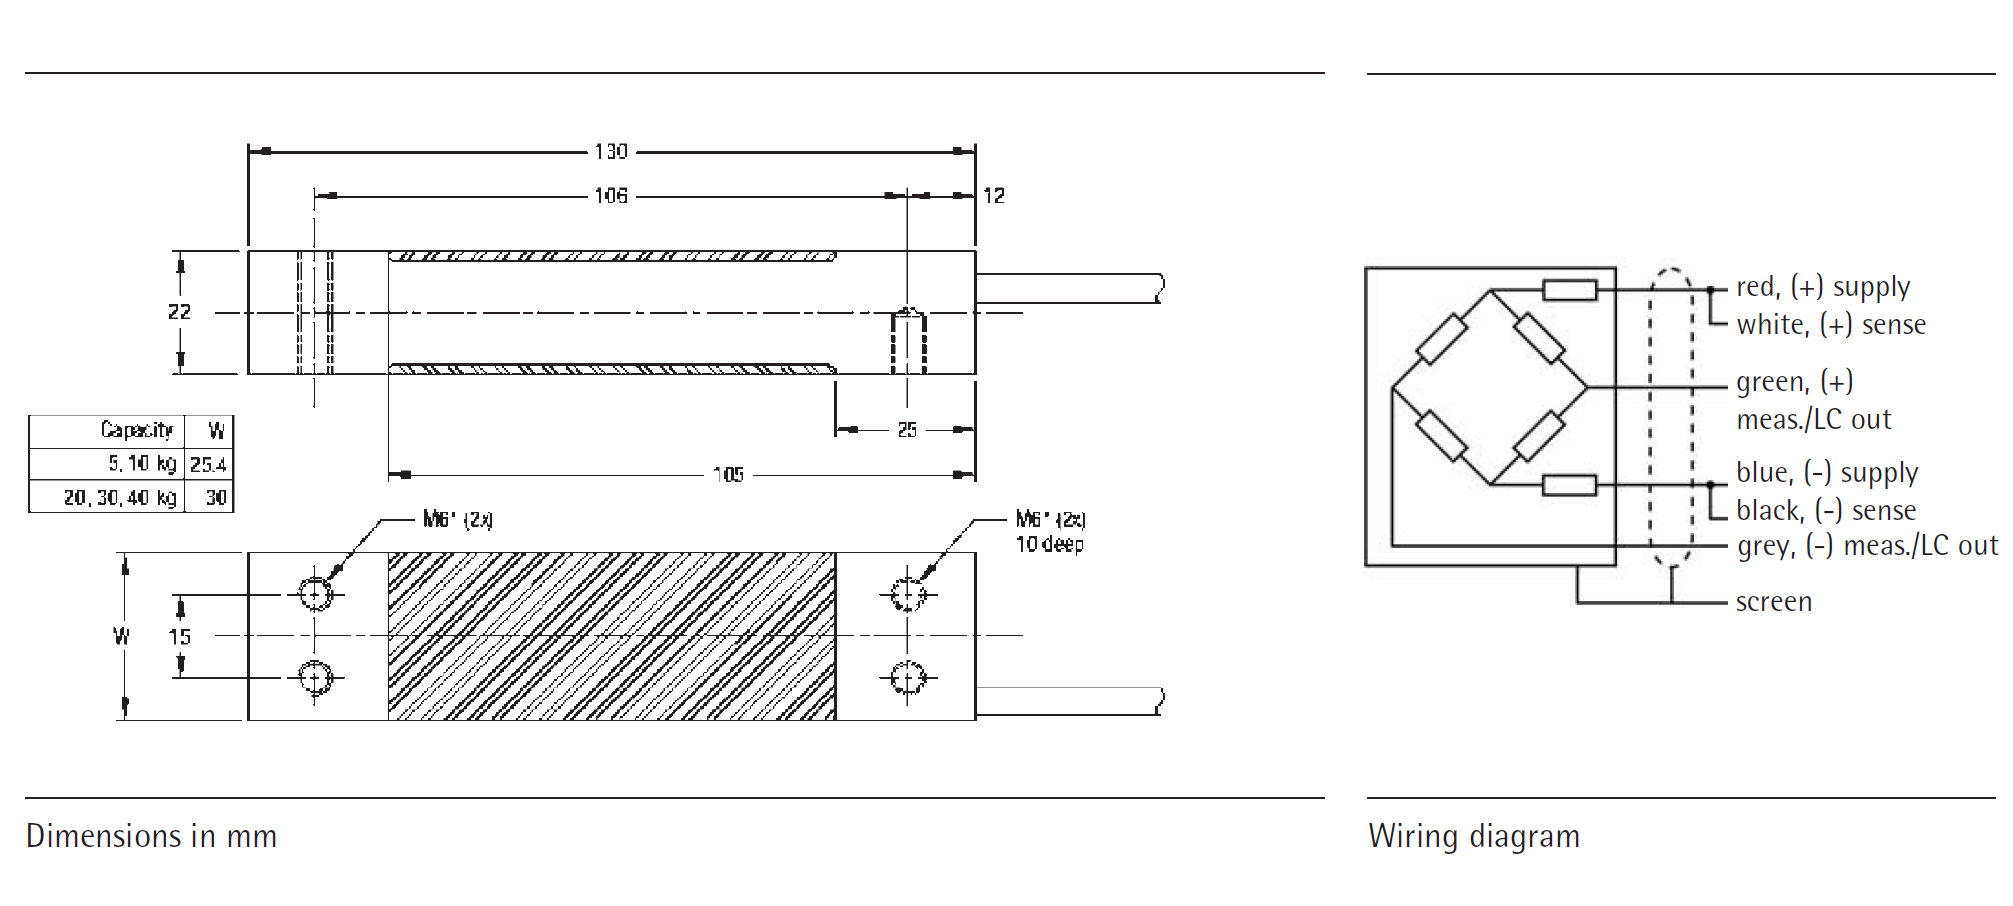 130
106
12
22
25
105
Capacity W
5, 10 kg 25.4
20, 30, 40 kg 30
M6* (2x)
M6* (2x)
10 deep
W
15
Dimensions in mm
red, (+) supply
white, (+) sense
green, (+)
meas./LC out
blue, (-) supply
black, (-) sense
grey, (-) meas./LC out
screen
Wiring diagram